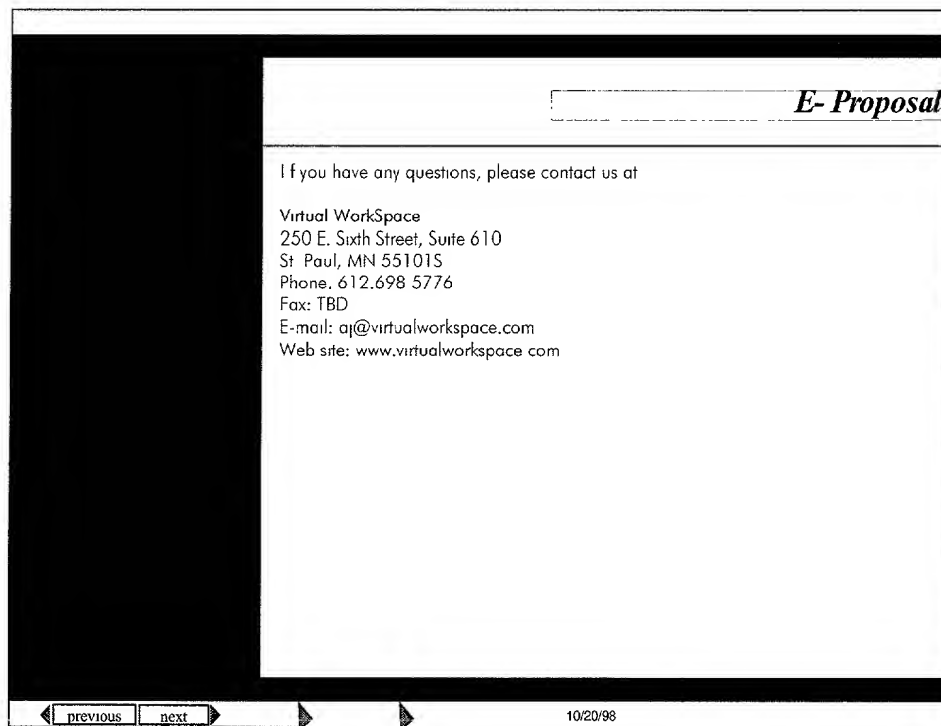 E- Proposal
If you have any questions, please contact us at
Virtual WorkSpace
250 E. Sixth Street, Suite 610
St Paul, MN 55101S
Phone. 612.698 5776
Fax: TBD
E-mail: aj@virtualworkspace.com
Web site: www.virtualworkspace com
previous next 10/20/98